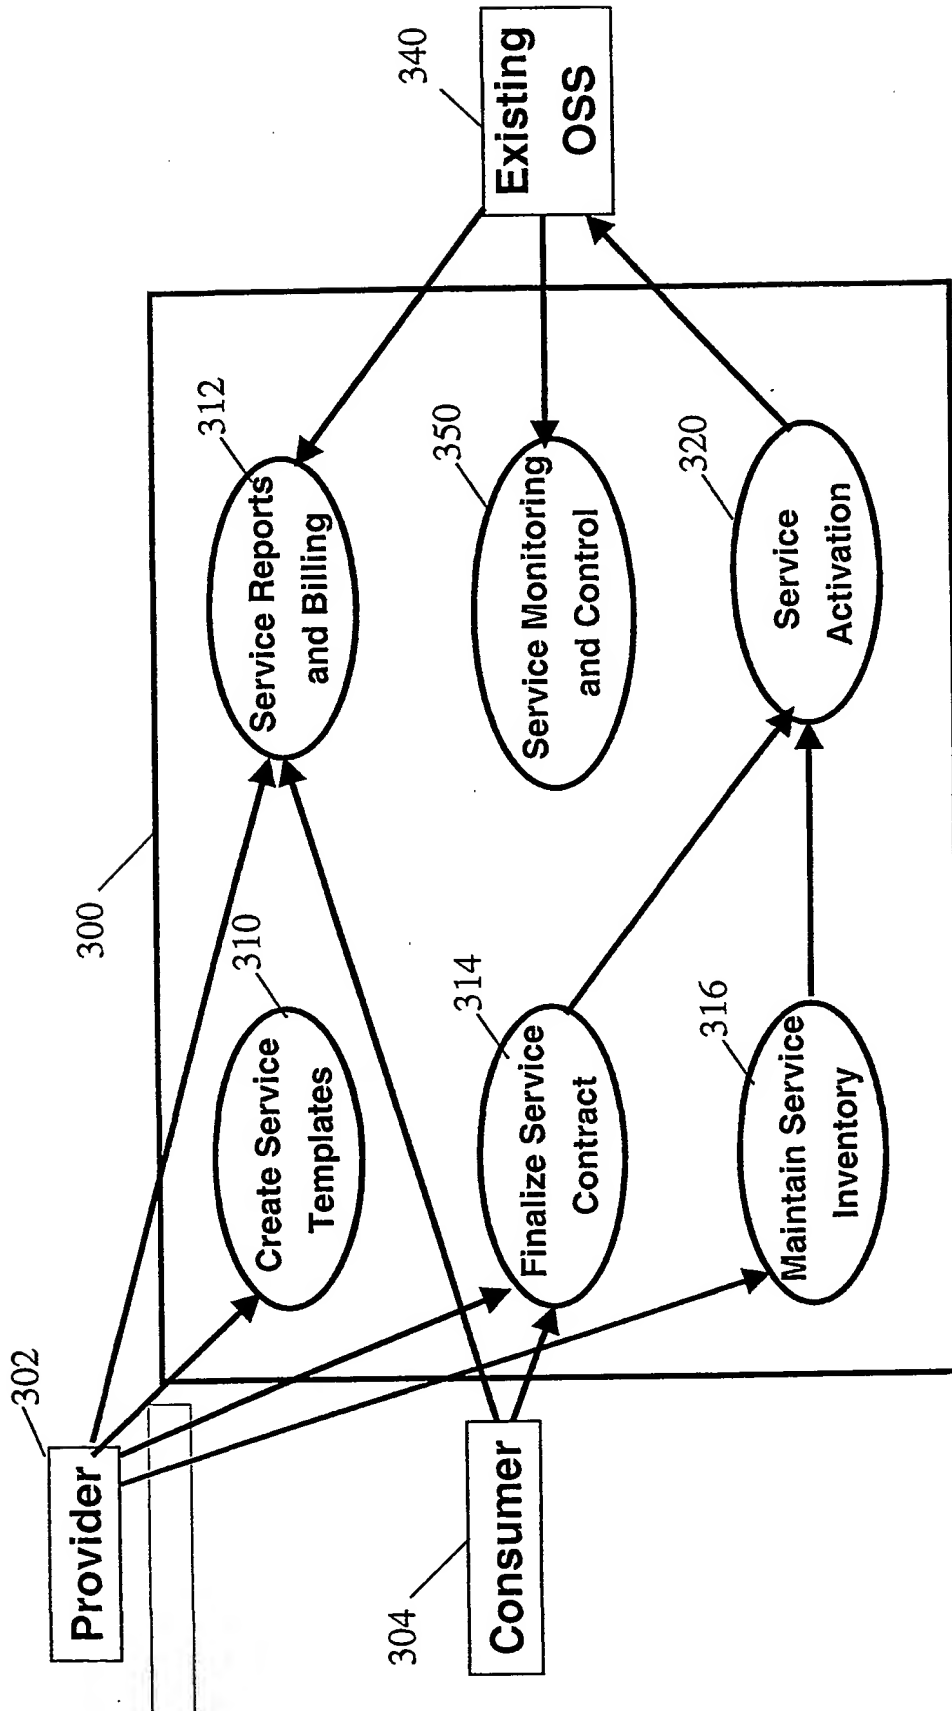 302
Provider
304
Consumer
300
310
Create Service
Templates
314
Finalize Service
Contract
316
Maintain Service
Inventory
312
Service Reports
and Billing
350
Service Monitoring
and Control
320
Service
Activation
340
Existing
OSS